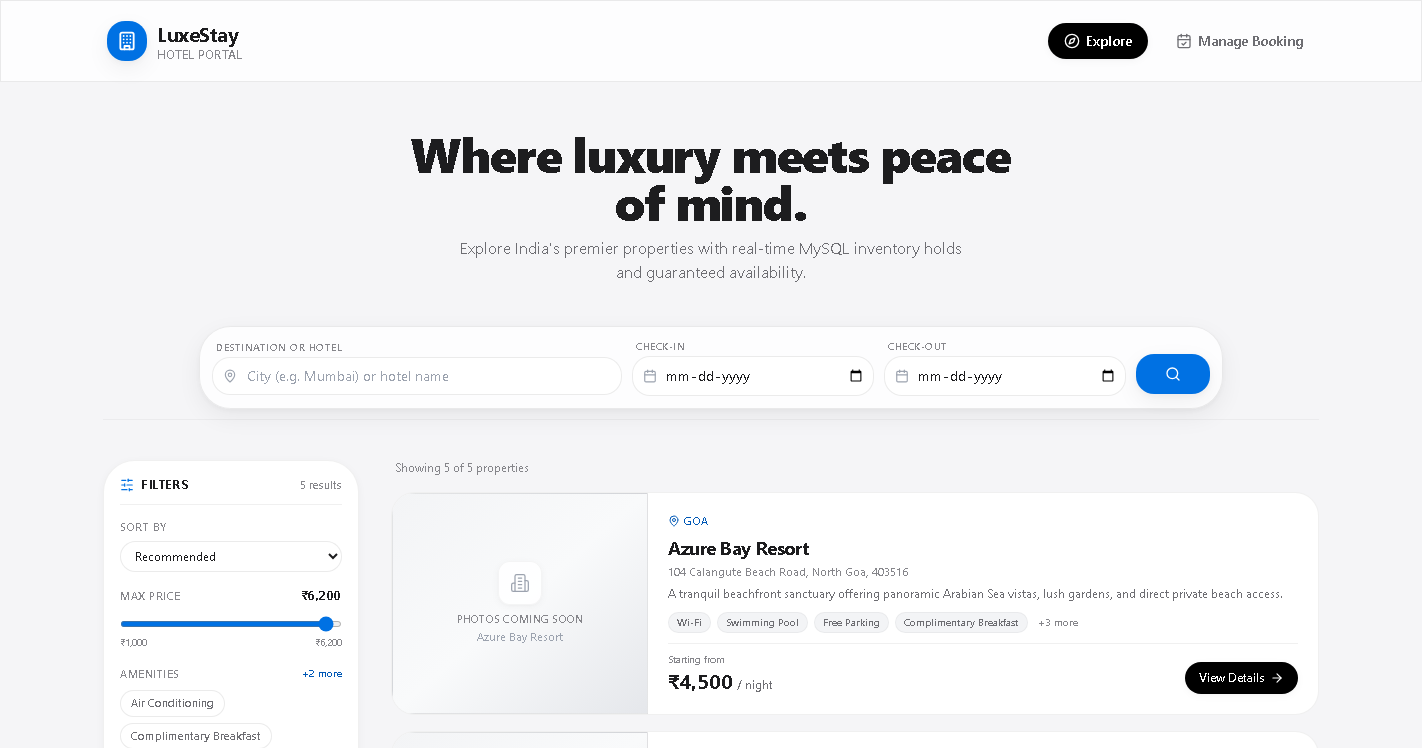 LuxeStay
HOTEL PORTAL
Explore
Manage Booking
Where luxury meets peace
of mind.
Explore India's premier properties with real-time MySQL inventory holds
and guaranteed availability.
DESTINATION OR HOTEL
City (e.g. Mumbai) or hotel name
CHECK-IN
mm-dd-yyyy
CHECK-OUT
mm-dd-yyyy
FILTERS
5 results
SORT BY
Recommended
MAX PRICE
₹6,200
₹1,000
₹6,200
AMENITIES
+2 more
Air Conditioning
Complimentary Breakfast
Showing 5 of 5 properties
PHOTOS COMING SOON
Azure Bay Resort
GOA
Azure Bay Resort
104 Calangute Beach Road, North Goa, 403516
A tranquil beachfront sanctuary offering panoramic Arabian Sea vistas, lush gardens, and direct private beach access.
Wi-Fi
Swimming Pool
Free Parking
Complimentary Breakfast
+3 more
Starting from
₹4,500 / night
View Details